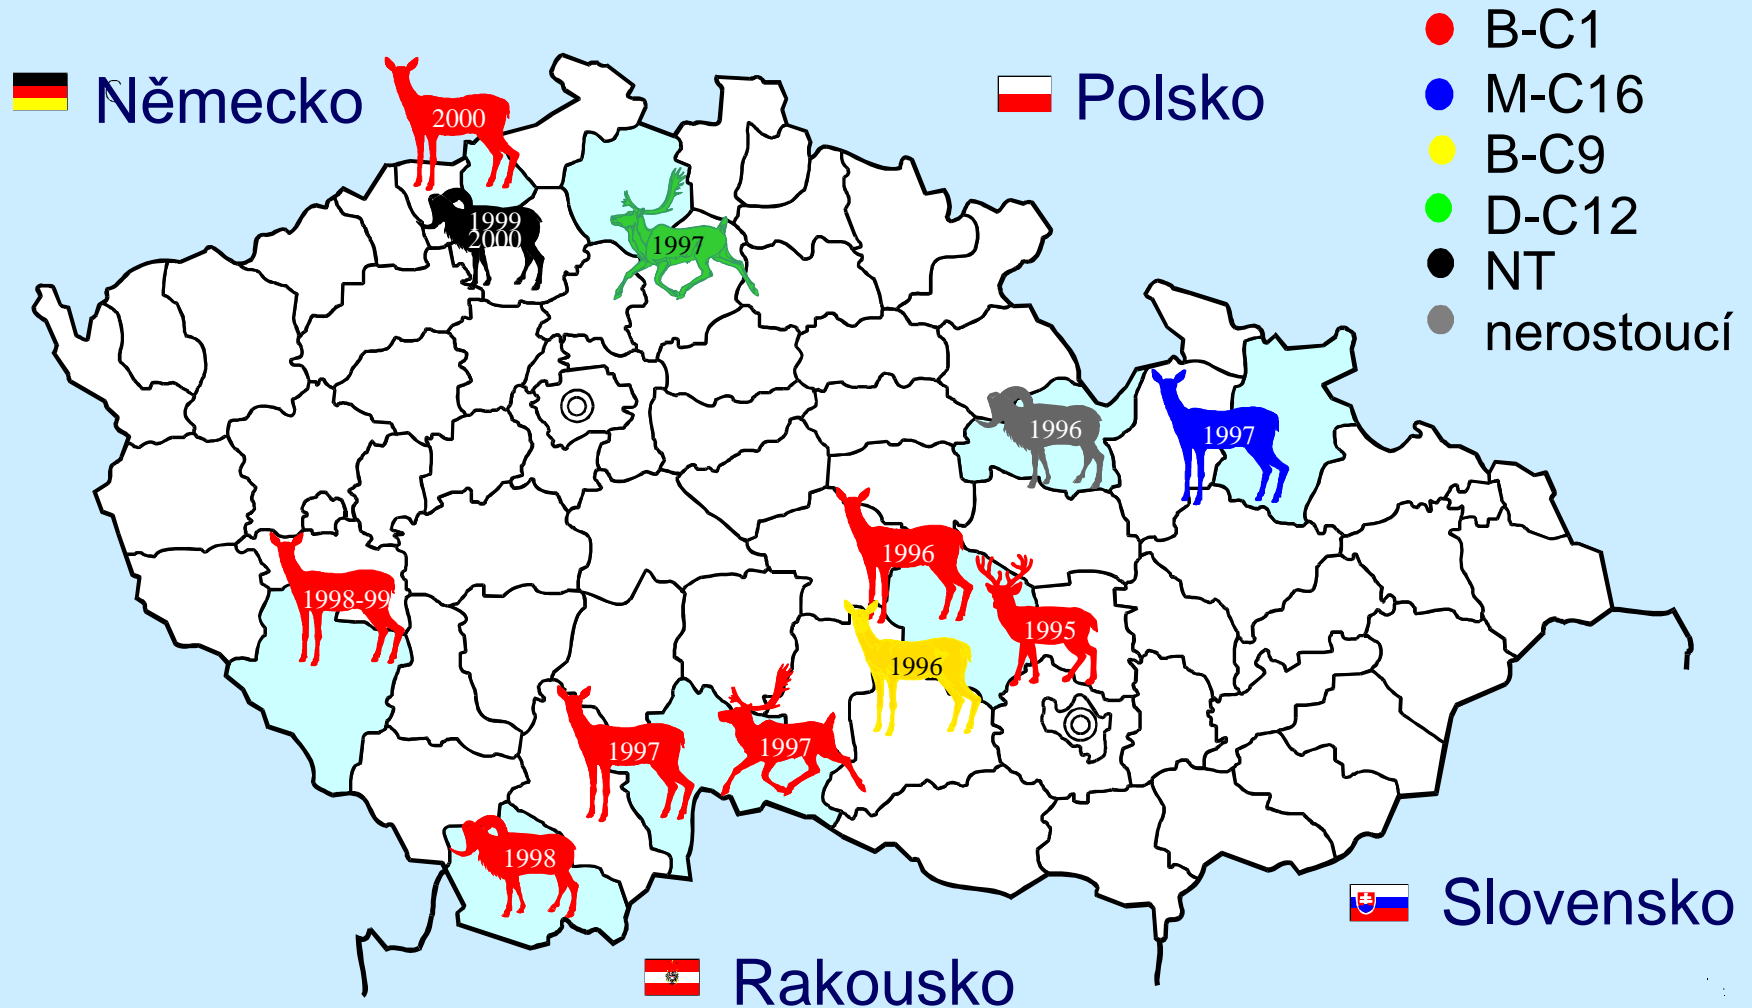 Německo
Polsko
B-C1
M-C16
B-C9
D-C12
NT
nerostoucí
2000
1999
2000
1997
1996
1997
1996
1998-99
1995
1996
1997
1997
1998
Slovensko
Rakousko